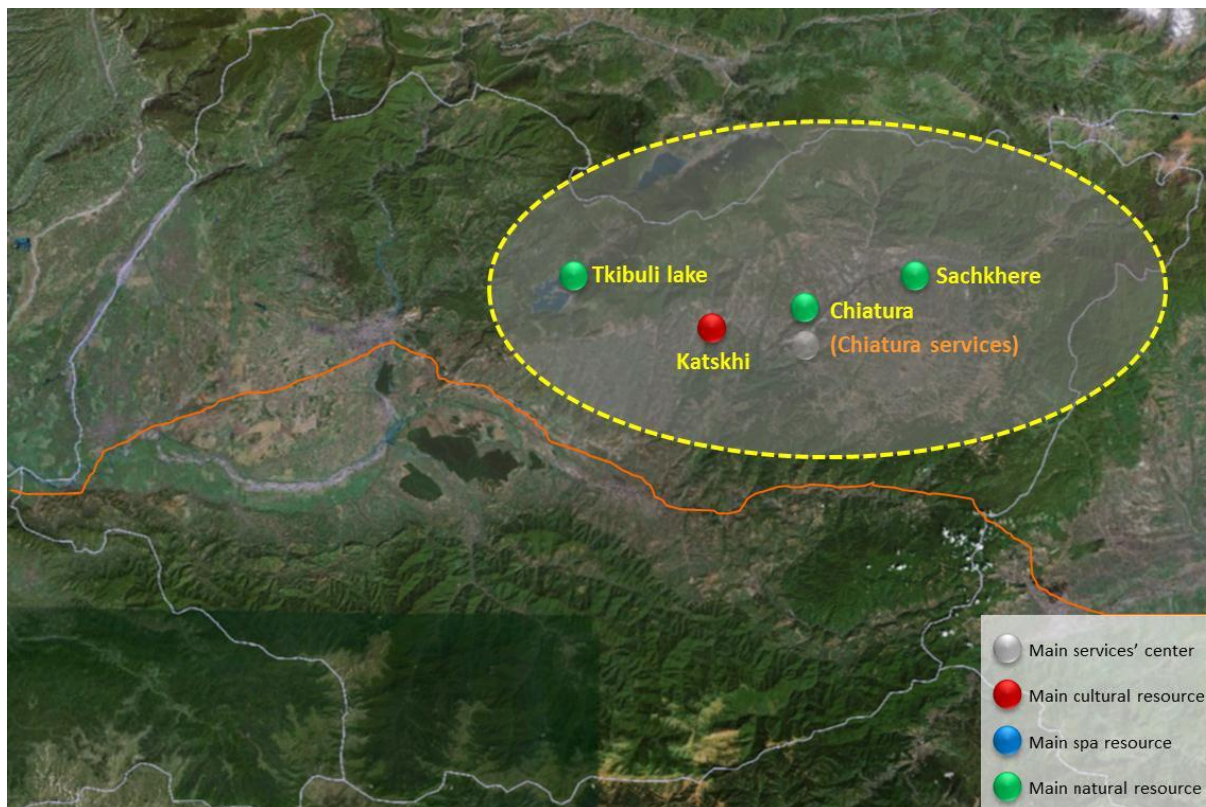 Tkibuli lake
Sachkhere
Chiatura
(Chiatura services)
Katskhi
Main services' center
Main cultural resource
Main spa resource
Main natural resource